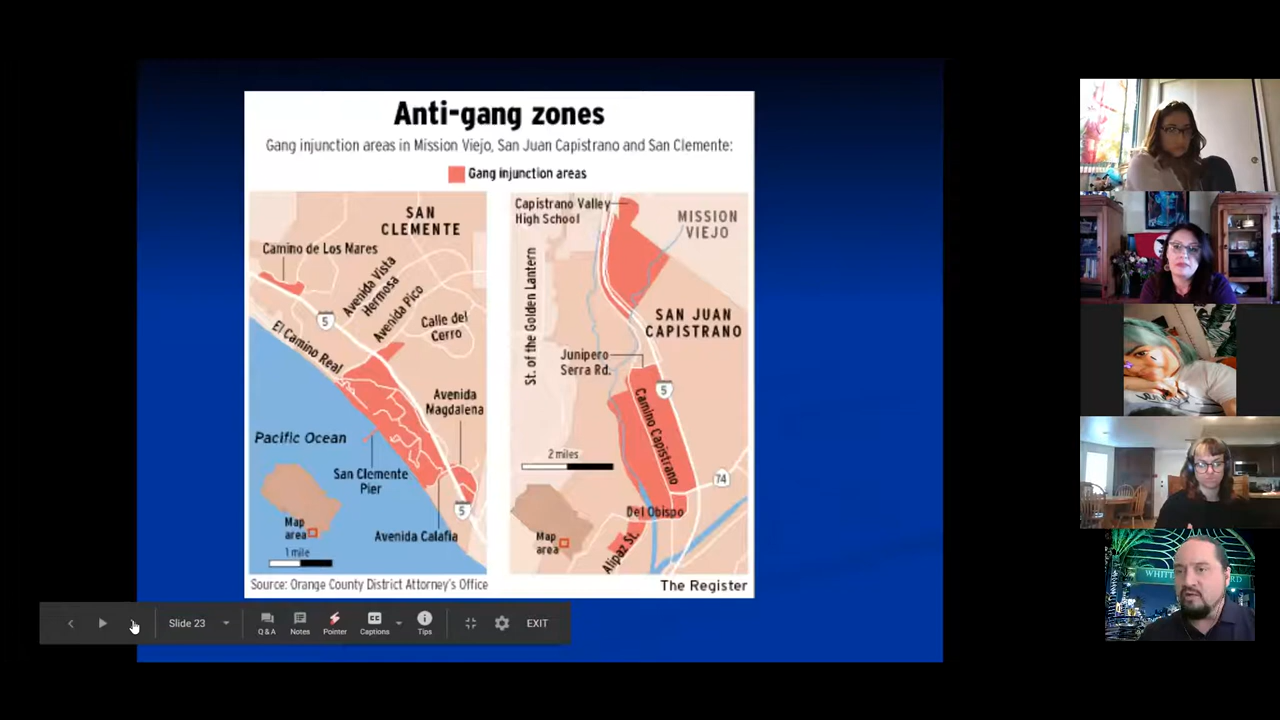 Anti-gang zones
Gang injunction areas in Mission Viejo, San Juan Capistrano and San Clemente:
Gang injunction areas
SAN
CLEMENTE
Camino de Los Mares
Avenida Vista
Hermosa
Avenida Pico
Calle del
Cerro
5
El Camino Real
Avenida
Magdalena
Pacific Ocean
San Clemente
Pier
5
Avenida Calafia
Map
area
1 mile
Source: Orange County District Attorney's Office
Capistrano Valley
High School
MISSION
VIEJO
St. of the Golden Lantern
SAN JUAN
CAPISTRANO
Junipero
Serra Rd.
5
Camino Capistrano
2 miles
74
Del Obispo
Map
area
Alipaz St.
The Register
Slide 23
Q & A
Notes
Pointer
CC
Captions
Tips
EXIT